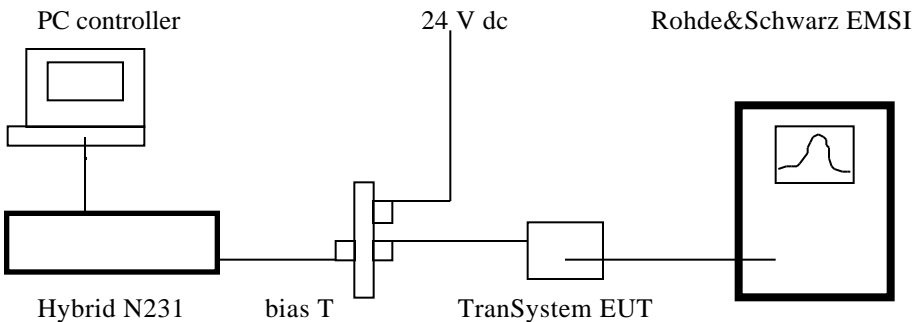 PC controller
24 V dc
Rohde&Schwarz EMSI
Hybrid N231
bias T
TranSystem EUT